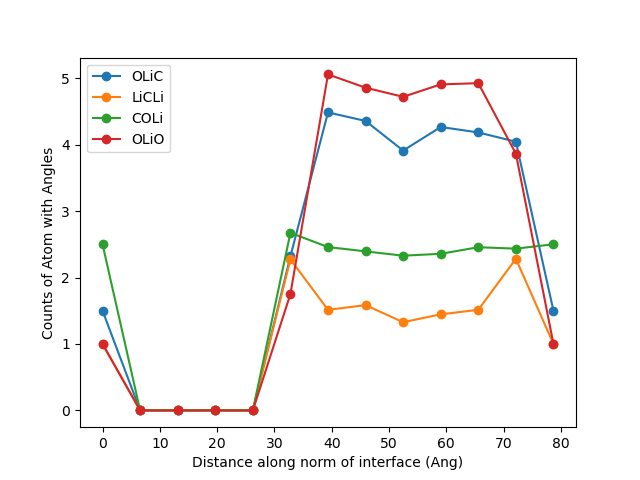 OLiC
LiCLi
COLi
OLiO
Counts of Atom with Angles
5
4
3
2
1
0
0 10 20 30 40 50 60 70 80
Distance along norm of interface (Ang)